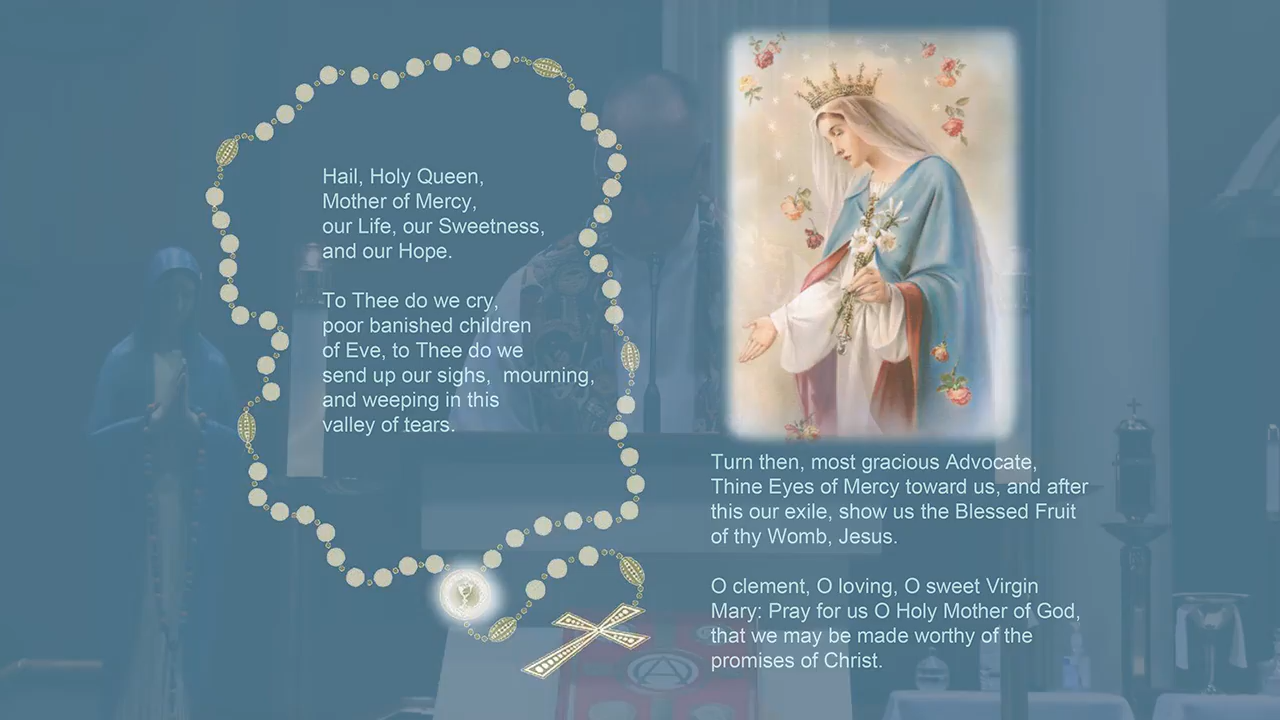 Hail, Holy Queen,
Mother of Mercy,
our Life, our Sweetness,
and our Hope.
To Thee do we cry,
poor banished children
of Eve, to Thee do we
send up our sighs,  mourning,
and weeping in this
valley of tears.
Turn then, most gracious Advocate,
Thine Eyes of Mercy toward us, and after
this our exile, show us the Blessed Fruit
of thy Womb, Jesus.
O clement, O loving, O sweet Virgin
Mary: Pray for us O Holy Mother of God,
that we may be made worthy of the
promises of Christ.